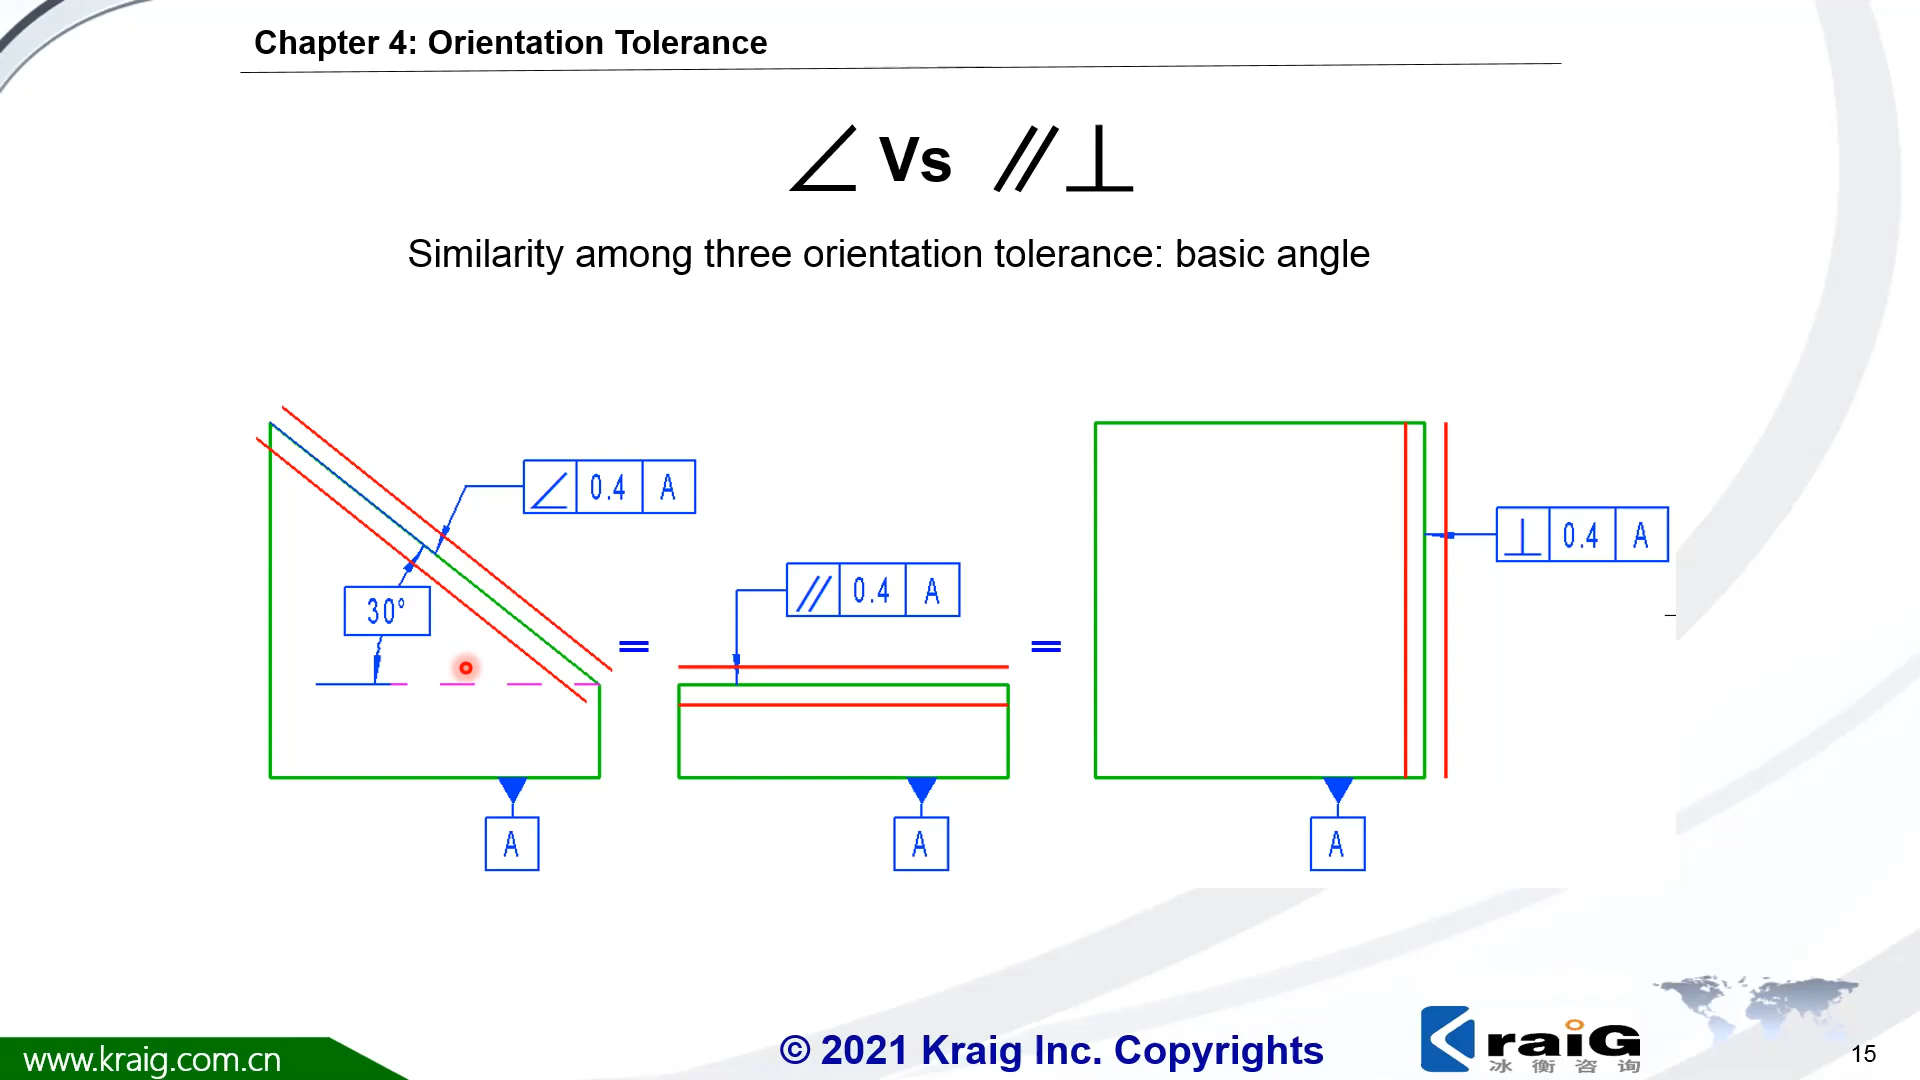 Chapter 4: Orientation Tolerance
∠ Vs // ⊥
Similarity among three orientation tolerance: basic angle
∠ 0.4 A
30°
// 0.4 A
⊥ 0.4 A
=
=
A
A
A
www.kraig.com.cn
© 2021 Kraig Inc. Copyrights
KraiG
冰衡咨询
15